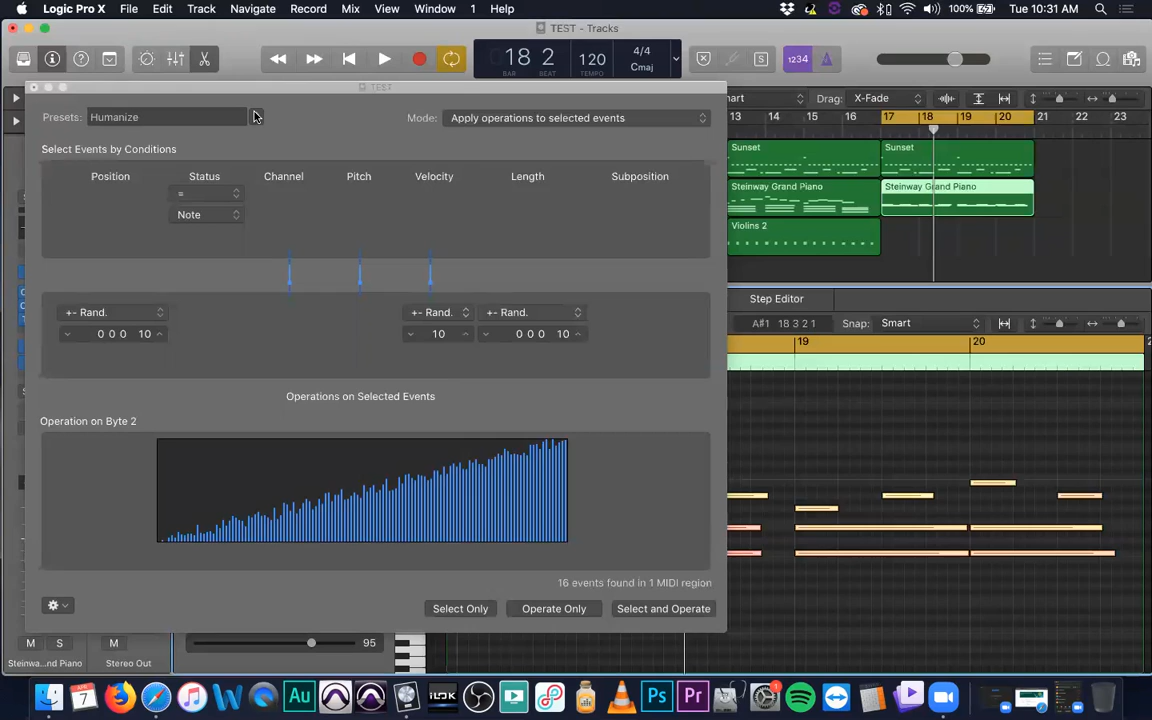 Logic Pro X File Edit Track Navigate Record Mix View Window 1 Help 100% Tue 10:31 AM
TEST - Tracks
18 2 120 4/4 Cmaj
BAR BEAT TEMPO
1234
S
TEST
Drag: X-Fade
Presets: Humanize
Mode: Apply operations to selected events
13 14 15 16 17 18 19 20 21 22 23
Select Events by Conditions
Sunset Sunset
Position Status Channel Pitch Velocity Length Subposition
=
Steinway Grand Piano Steinway Grand Piano
Note
Violins 2
Step Editor
+- Rand. +- Rand. +- Rand.
0 0 0 10 10 0 0 0 10
A#1 18 3 2 1 Snap: Smart
19 20
Operations on Selected Events
Operation on Byte 2
16 events found in 1 MIDI region
Select Only Operate Only Select and Operate
M S M 95
Steinwa...nd Piano Stereo Out